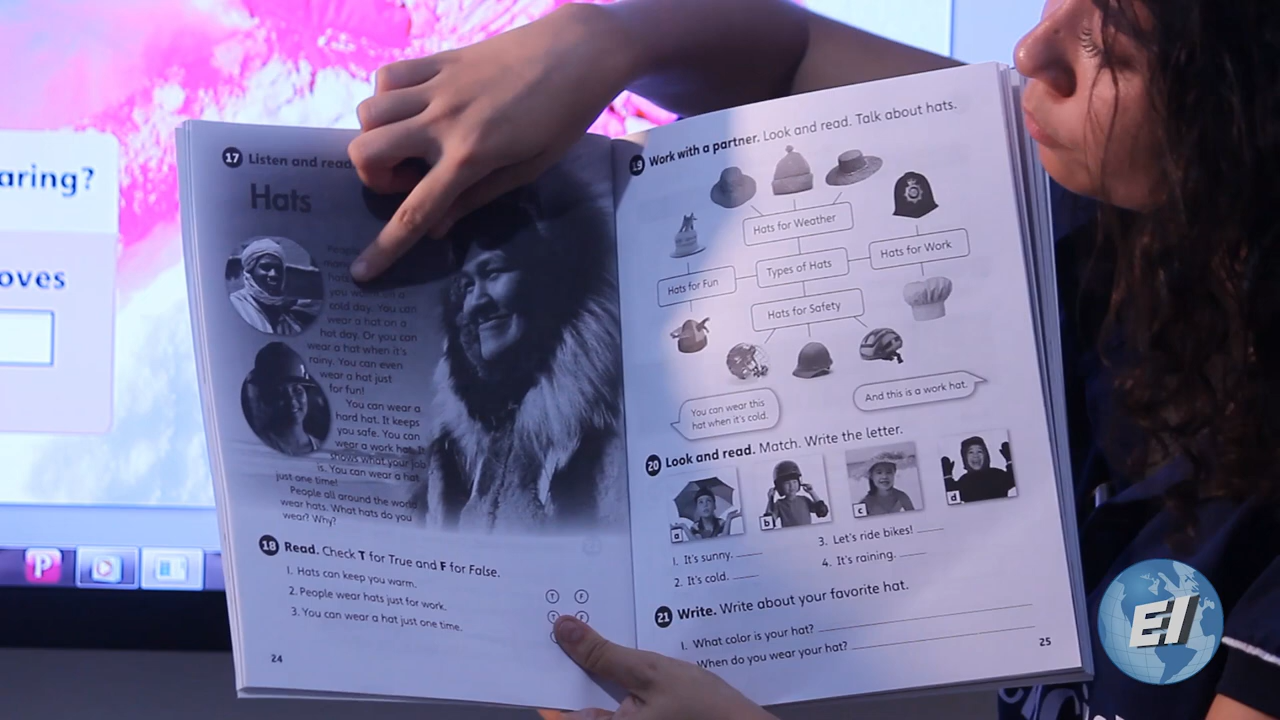 aring?
oves
17 Listen and read
Hats
you wear on a
cold day. You can
wear a hat on a
hot day. Or you can
wear a hat when it's
rainy. You can even
wear a hat just
for fun!
You can wear a
hard hat. It keeps
you safe. You can
wear a work hat. It
shows what your job
is. You can wear a hat
just one time!
People all around the world
wear hats. What hats do you
wear? Why?
18 Read. Check T for True and F for False.
1. Hats can keep you warm.
T F
2. People wear hats just for work.
T F
3. You can wear a hat just one time.
24
19 Work with a partner. Look and read. Talk about hats.
Hats for Weather
Hats for Work
Types of Hats
Hats for Fun
Hats for Safety
You can wear this
hat when it's cold.
And this is a work hat.
20 Look and read. Match. Write the letter.
a b c d
1. It's sunny.
2. It's cold.
3. Let's ride bikes!
4. It's raining.
21 Write. Write about your favorite hat.
1. What color is your hat?
When do you wear your hat?
25
EI